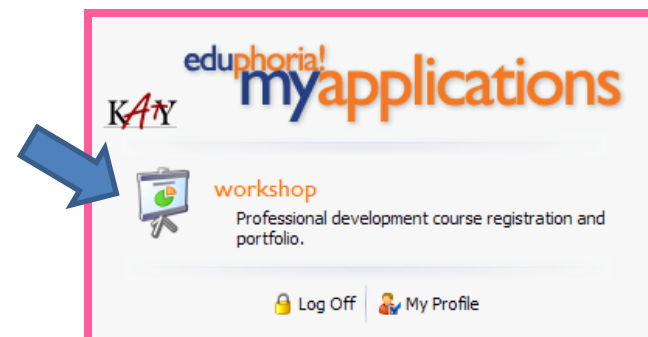 eduphoria!
myapplications
KATY
workshop
Professional development course registration and
portfolio.
Log Off My Profile